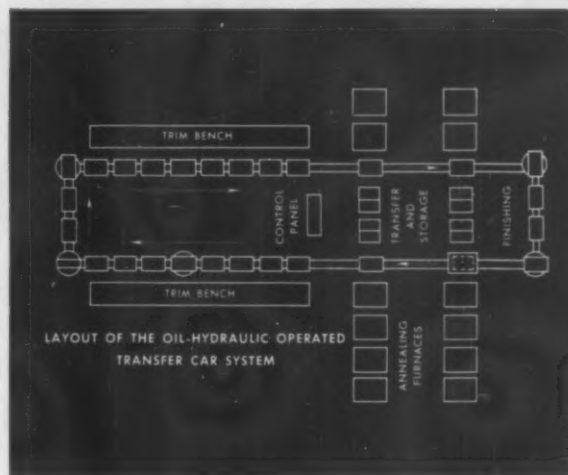 TRIM BENCH
CONTROL
PANEL
TRANSFER
AND
STORAGE
FINISHING
TRIM BENCH
LAYOUT OF THE OIL-HYDRAULIC OPERATED
TRANSFER CAR SYSTEM
ANNEALING
FURNACES